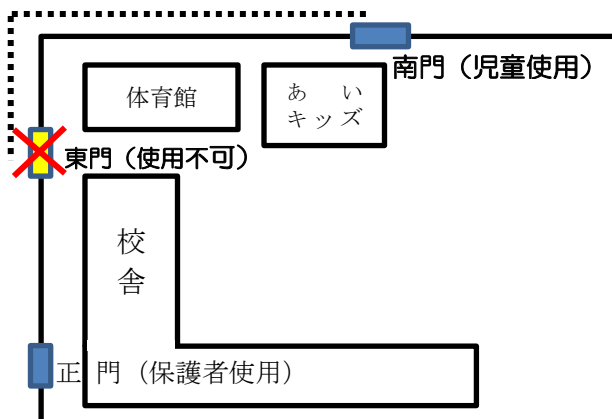 南門（児童使用）
体育館
あい
キッズ
東門（使用不可）
校
舎
正門（保護者使用）